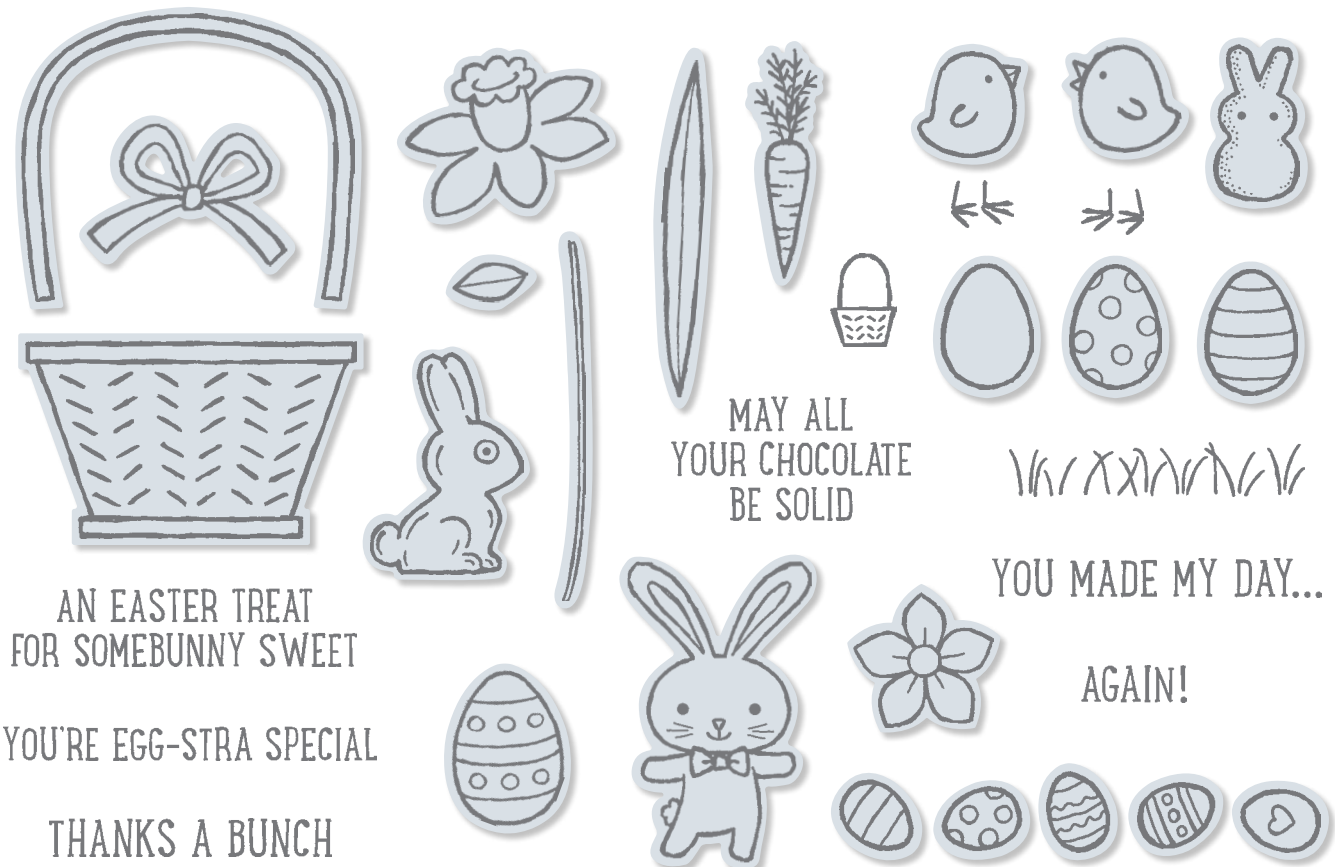 MAY ALL
YOUR CHOCOLATE
BE SOLID
YOU MADE MY DAY...
AN EASTER TREAT
FOR SOMEBUNNY SWEET
AGAIN!
YOU'RE EGG-STRA SPECIAL
THANKS A BUNCH